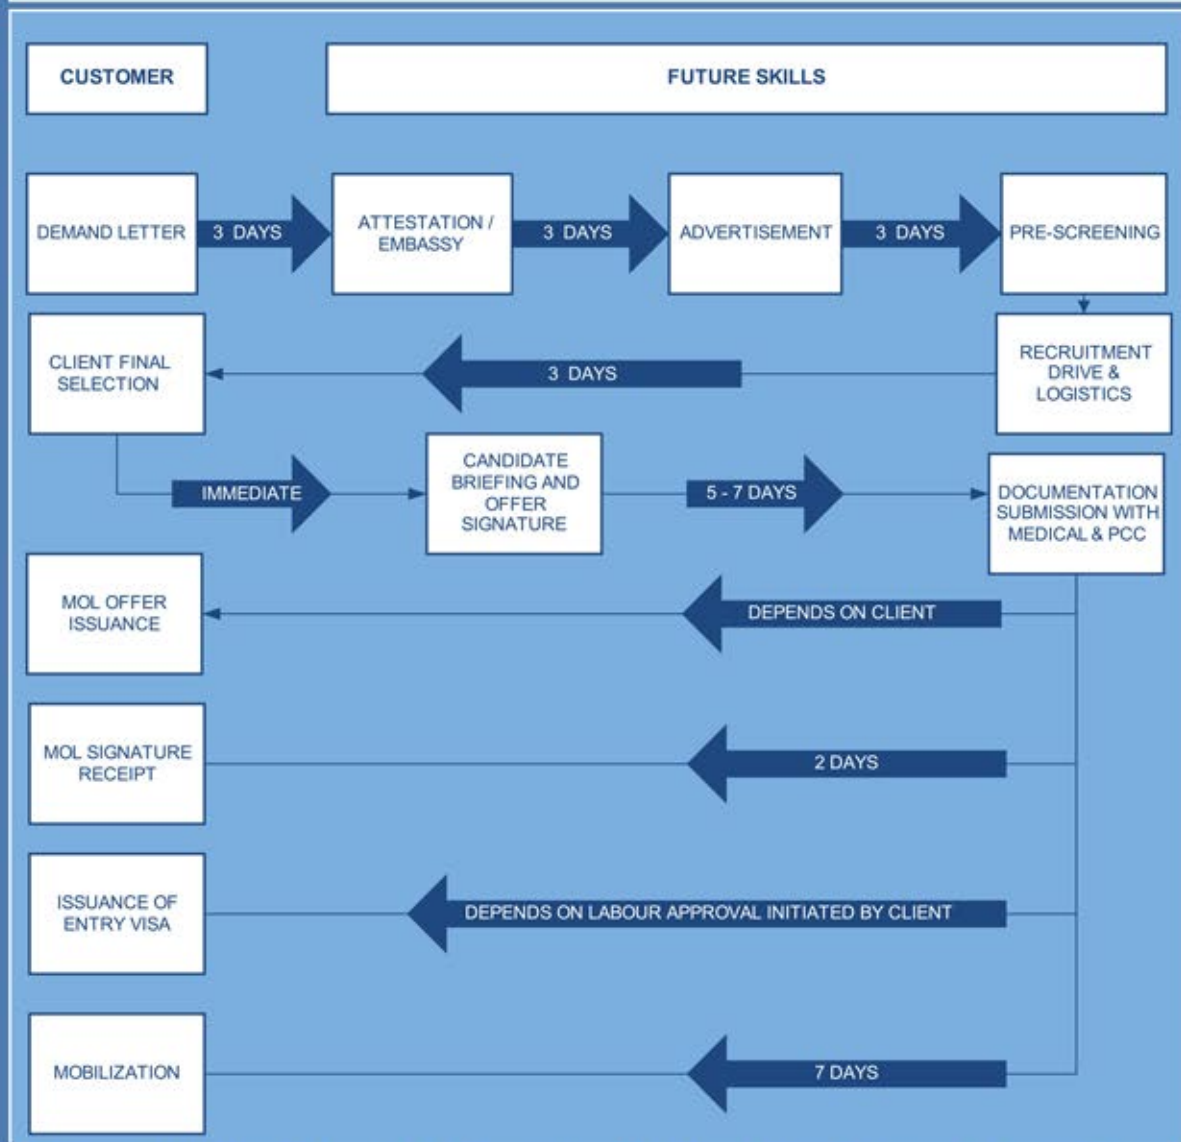 CUSTOMER
FUTURE SKILLS
DEMAND LETTER
3 DAYS
ATTESTATION /
EMBASSY
3 DAYS
ADVERTISEMENT
3 DAYS
PRE-SCREENING
CLIENT FINAL
SELECTION
3 DAYS
RECRUITMENT
DRIVE &
LOGISTICS
IMMEDIATE
CANDIDATE
BRIEFING AND
OFFER
SIGNATURE
5 - 7 DAYS
DOCUMENTATION
SUBMISSION WITH
MEDICAL & PCC
MOL OFFER
ISSUANCE
DEPENDS ON CLIENT
MOL SIGNATURE
RECEIPT
2 DAYS
ISSUANCE OF
ENTRY VISA
DEPENDS ON LABOUR APPROVAL INITIATED BY CLIENT
MOBILIZATION
7 DAYS